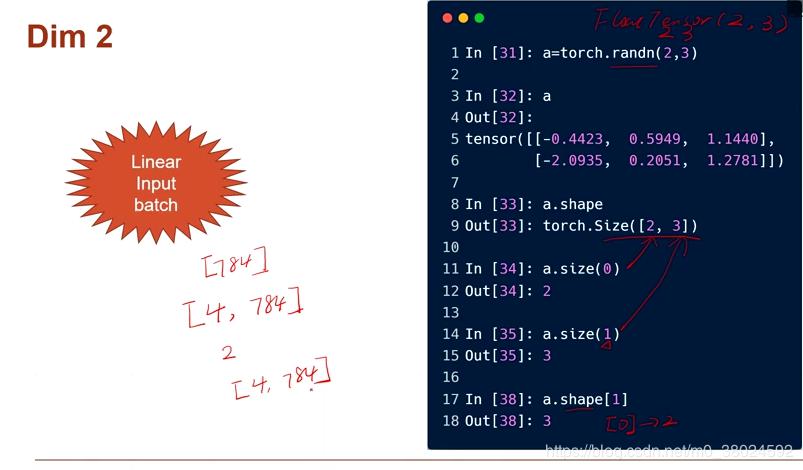 Dim 2
Linear
Input
batch
[784]
[4, 784]
2
[4, 784]
FloatTensor(2, 3)
2 3
1 In [31]: a=torch.randn(2,3)
2
3 In [32]: a
4 Out[32]:
5 tensor([[-0.4423,  0.5949,  1.1440],
6         [-2.0935,  0.2051,  1.2781]])
7
8 In [33]: a.shape
9 Out[33]: torch.Size([2, 3])
10
11 In [34]: a.size(0)
12 Out[34]: 2
13
14 In [35]: a.size(1)
15 Out[35]: 3
16
17 In [38]: a.shape[1]
18 Out[38]: 3
[0]→2
https://blog.csdn.net/m0_38024592